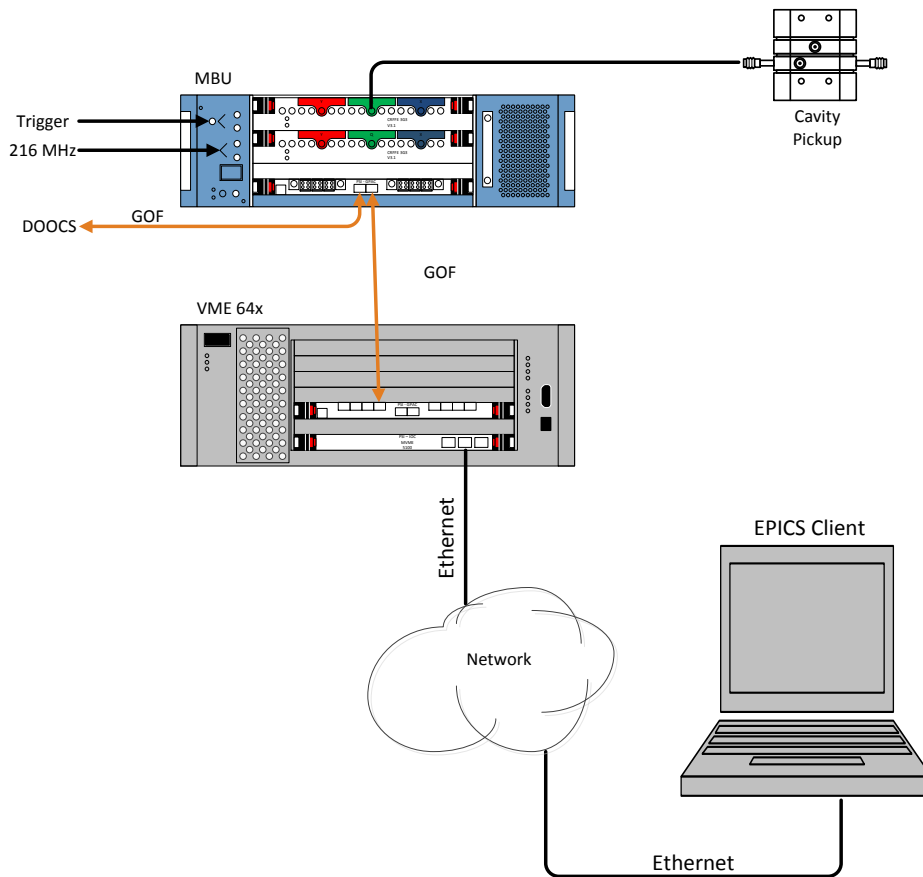 MBU
Cavity
Pickup
Trigger
216 MHz
GOF
DOOCS
GOF
VME 64x
Ethernet
EPICS Client
Network
Ethernet